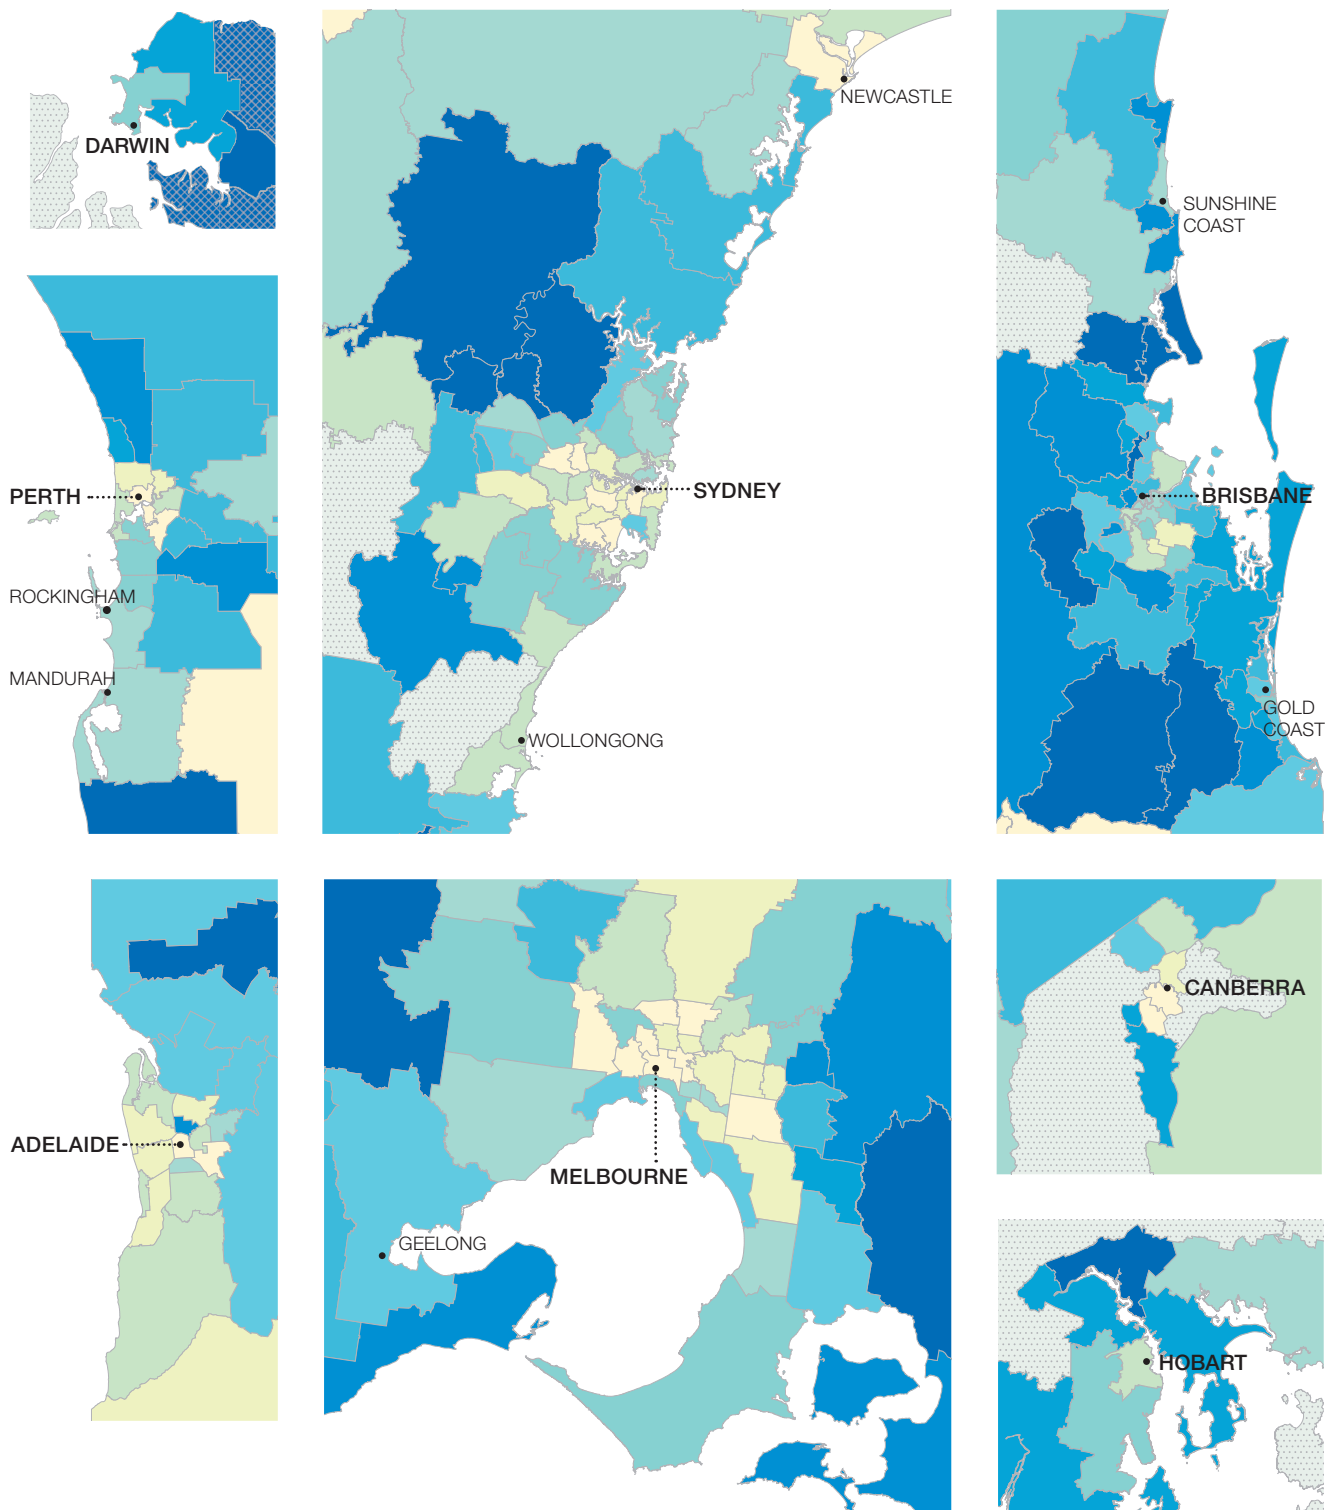 DARWIN
NEWCASTLE
SUNSHINE
COAST
PERTH
SYDNEY
BRISBANE
ROCKINGHAM
MANDURAH
WOLLONGONG
GOLD
COAST
ADELAIDE
MELBOURNE
GEELONG
CANBERRA
HOBART